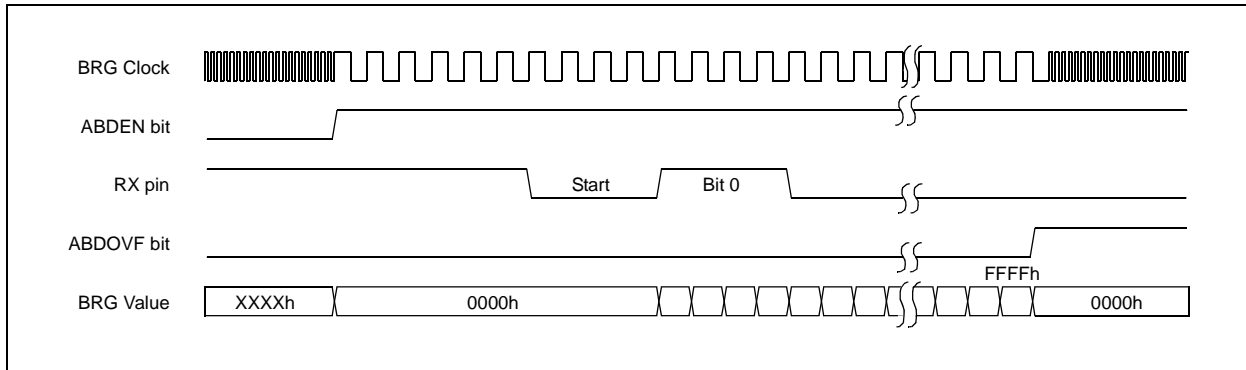 BRG Clock
ABDEN bit
RX pin
Start
Bit 0
ABDOVF bit
FFFFh
BRG Value
XXXXh
0000h
0000h